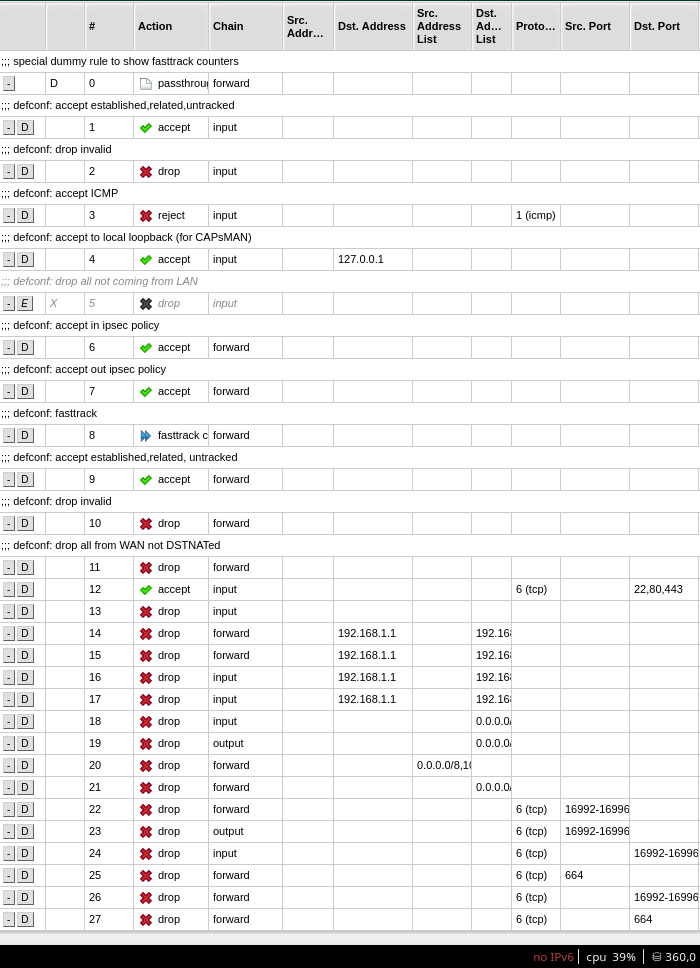 # Action Chain Src. Addr… Dst. Address Src. Address List Dst. Ad… List Proto… Src. Port Dst. Port
;;; special dummy rule to show fasttrack counters
- D 0 passthrou forward
;;; defconf: accept established,related,untracked
- D 1 accept input
;;; defconf: drop invalid
- D 2 drop input
;;; defconf: accept ICMP
- D 3 reject input 1 (icmp)
;;; defconf: accept to local loopback (for CAPsMAN)
- D 4 accept input 127.0.0.1
;;; defconf: drop all not coming from LAN
- E X 5 drop input
;;; defconf: accept in ipsec policy
- D 6 accept forward
;;; defconf: accept out ipsec policy
- D 7 accept forward
;;; defconf: fasttrack
- D 8 fasttrack c forward
;;; defconf: accept established,related, untracked
- D 9 accept forward
;;; defconf: drop invalid
- D 10 drop forward
;;; defconf: drop all from WAN not DSTNATed
- D 11 drop forward
- D 12 accept input 6 (tcp) 22,80,443
- D 13 drop input
- D 14 drop forward 192.168.1.1 192.168
- D 15 drop forward 192.168.1.1 192.168
- D 16 drop input 192.168.1.1 192.168
- D 17 drop input 192.168.1.1 192.168
- D 18 drop input 0.0.0.0/
- D 19 drop output 0.0.0.0/
- D 20 drop forward 0.0.0.0/8,10
- D 21 drop forward 0.0.0.0/
- D 22 drop forward 6 (tcp) 16992-16996
- D 23 drop output 6 (tcp) 16992-16996
- D 24 drop input 6 (tcp) 16992-16996
- D 25 drop forward 6 (tcp) 664
- D 26 drop forward 6 (tcp) 16992-16996
- D 27 drop forward 6 (tcp) 664
no IPv6 cpu 39% 360,0